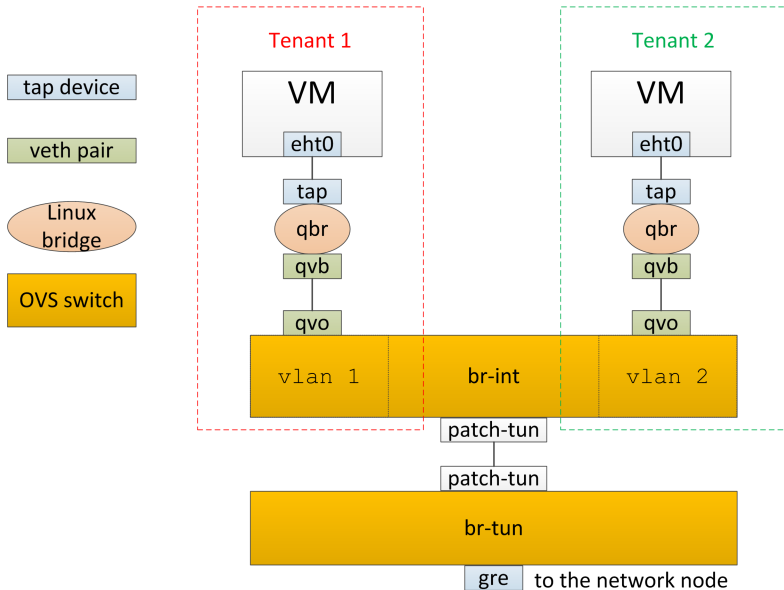 Tenant 1
Tenant 2
tap device
veth pair
Linux
bridge
OVS switch
VM
eht0
tap
qbr
qvb
qvo
VM
eht0
tap
qbr
qvb
qvo
vlan 1
br-int
vlan 2
patch-tun
patch-tun
br-tun
gre
to the network node